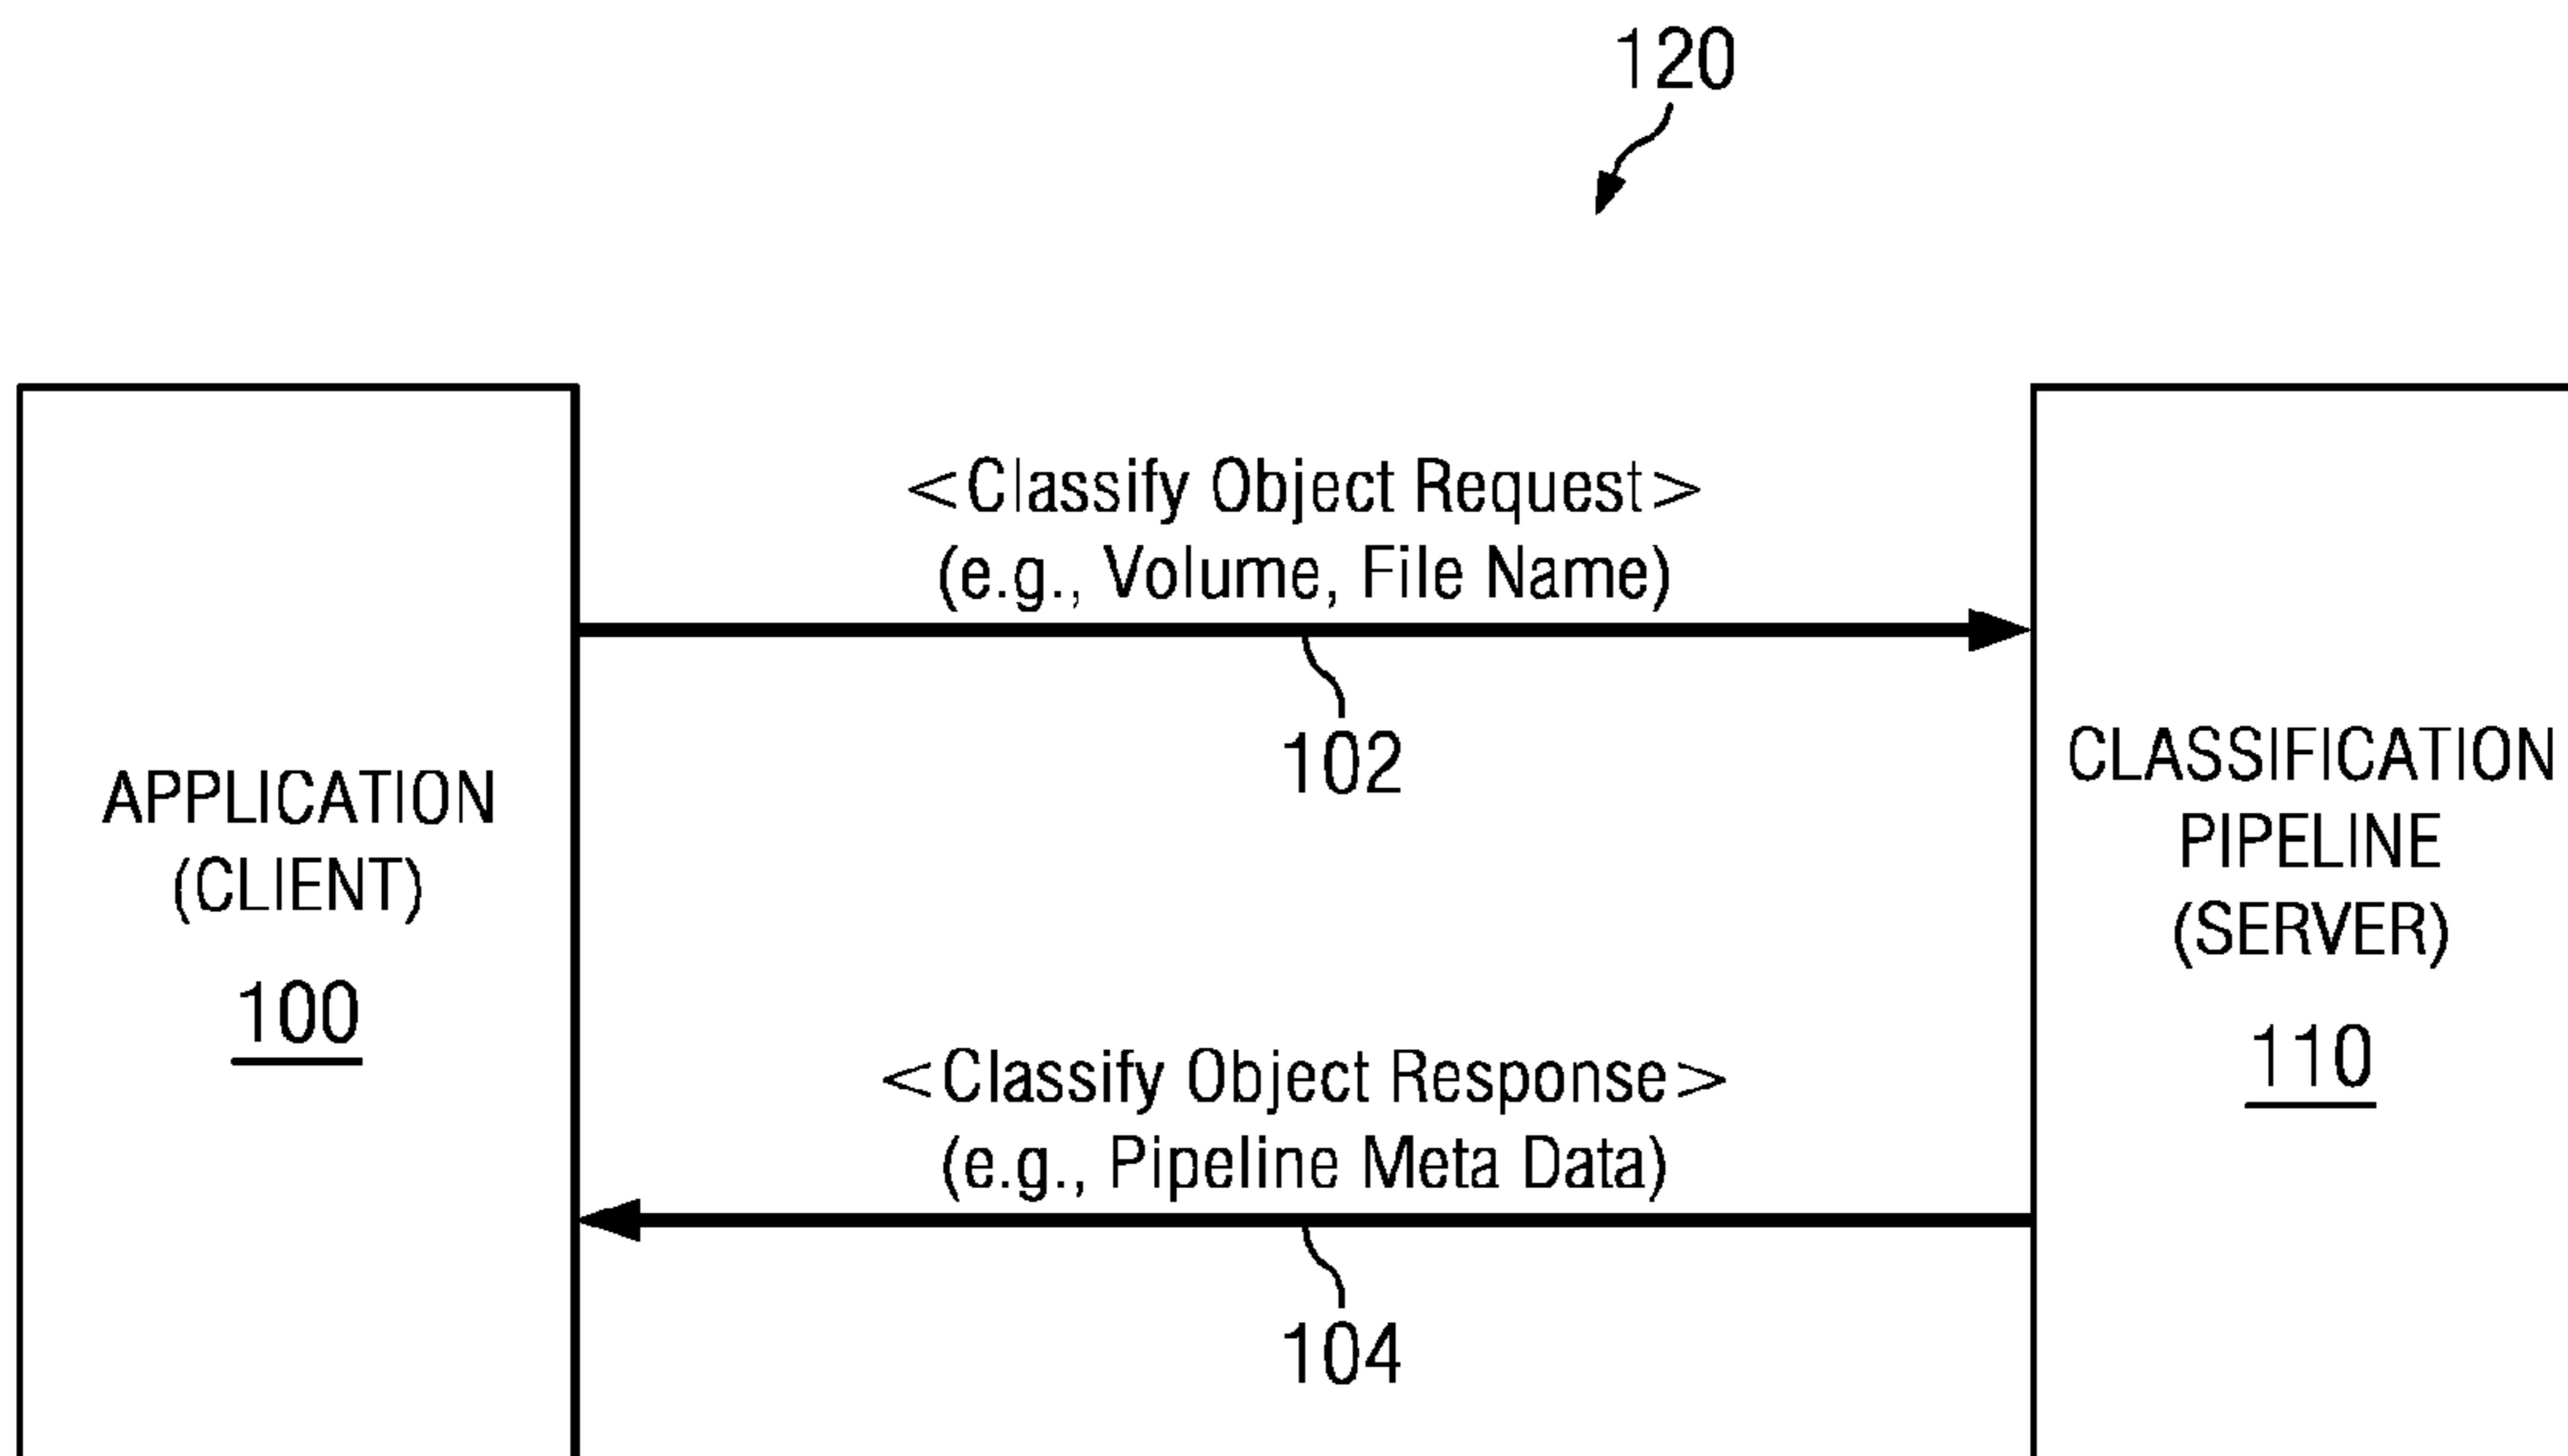 120
<Classify Object Request>
(e.g., Volume, File Name)
102
APPLICATION
(CLIENT)
100
CLASSIFICATION
PIPELINE
(SERVER)
110
<Classify Object Response>
(e.g., Pipeline Meta Data)
104